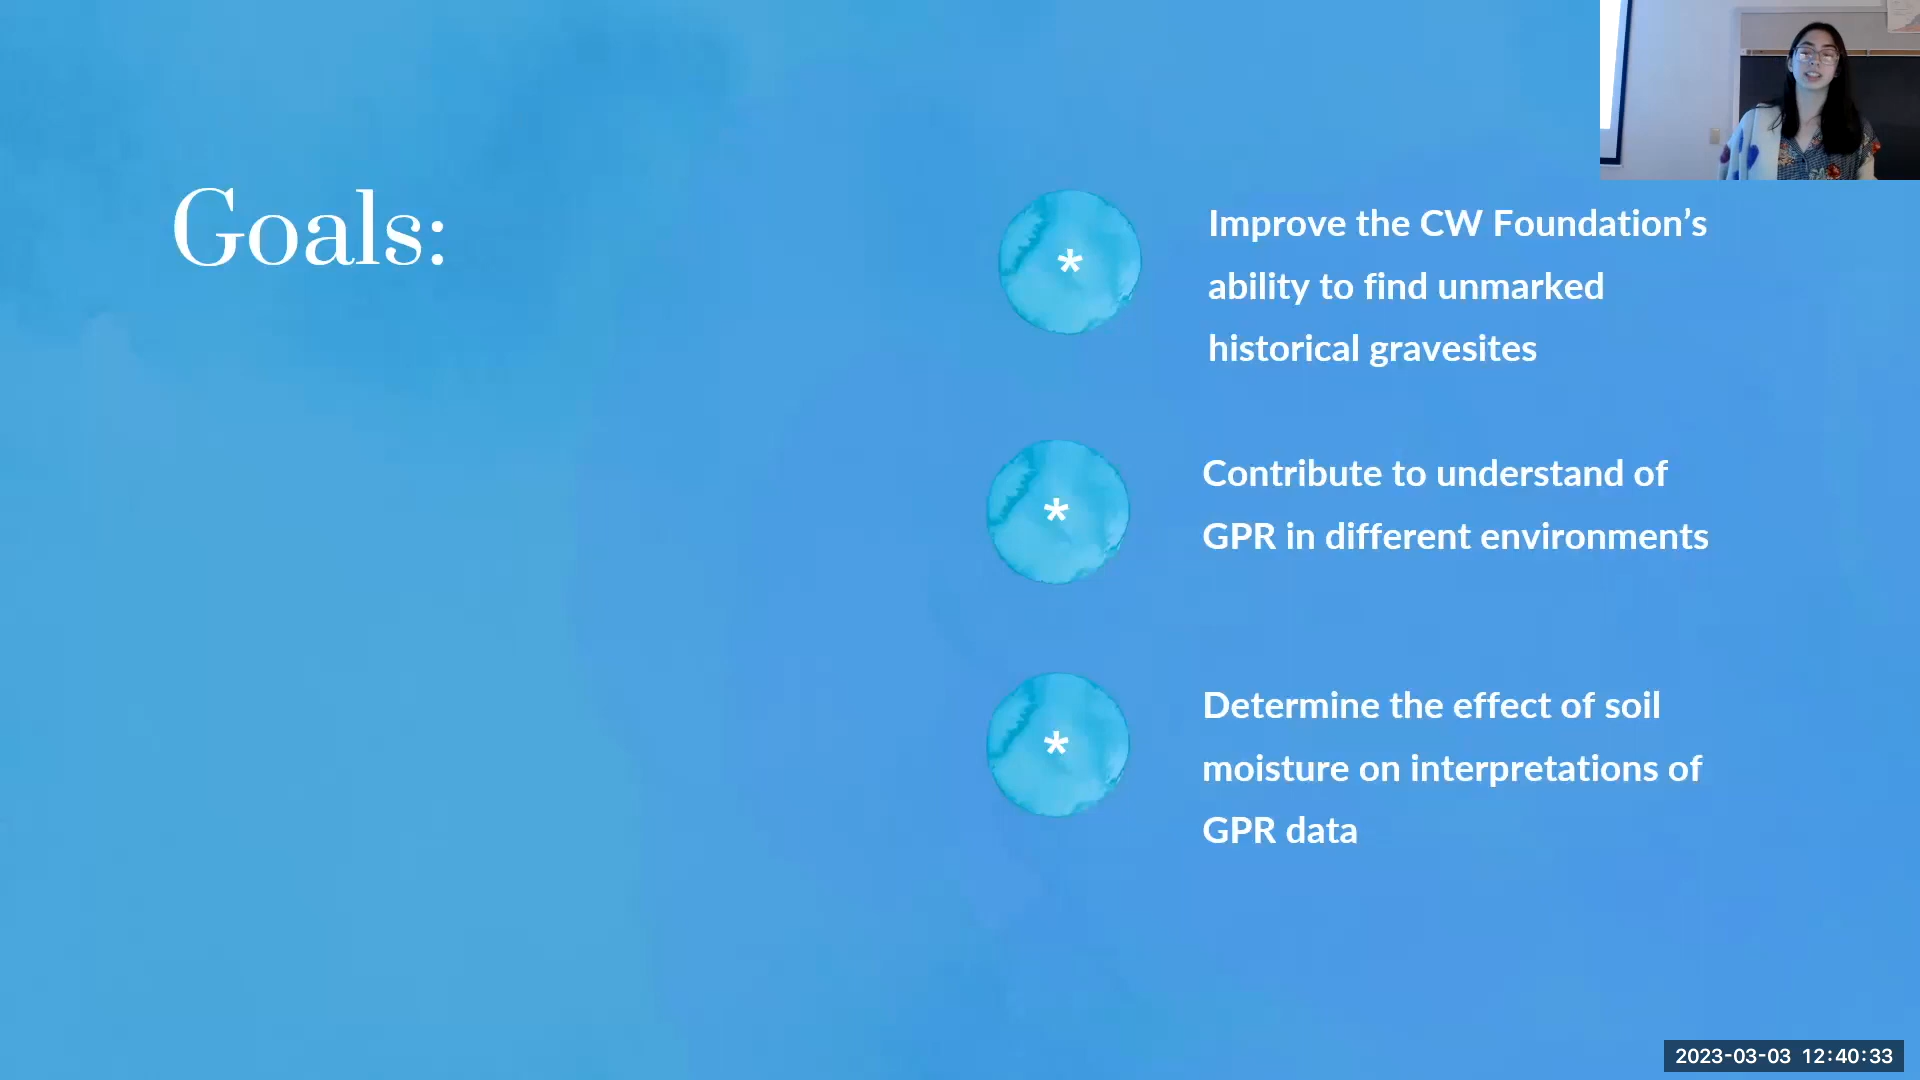 Goals:
*
Improve the CW Foundation’s
ability to find unmarked
historical gravesites
*
Contribute to understand of
GPR in different environments
*
Determine the effect of soil
moisture on interpretations of
GPR data
2023-03-03 12:40:33